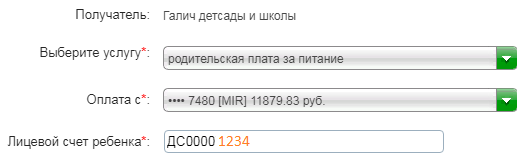 Получатель: Галич детсады и школы
Выберите услугу*: родительская плата за питание
Оплата с*: •••• 7480 [MIR] 11879.83 руб.
Лицевой счет ребенка*: ДС0000 1234